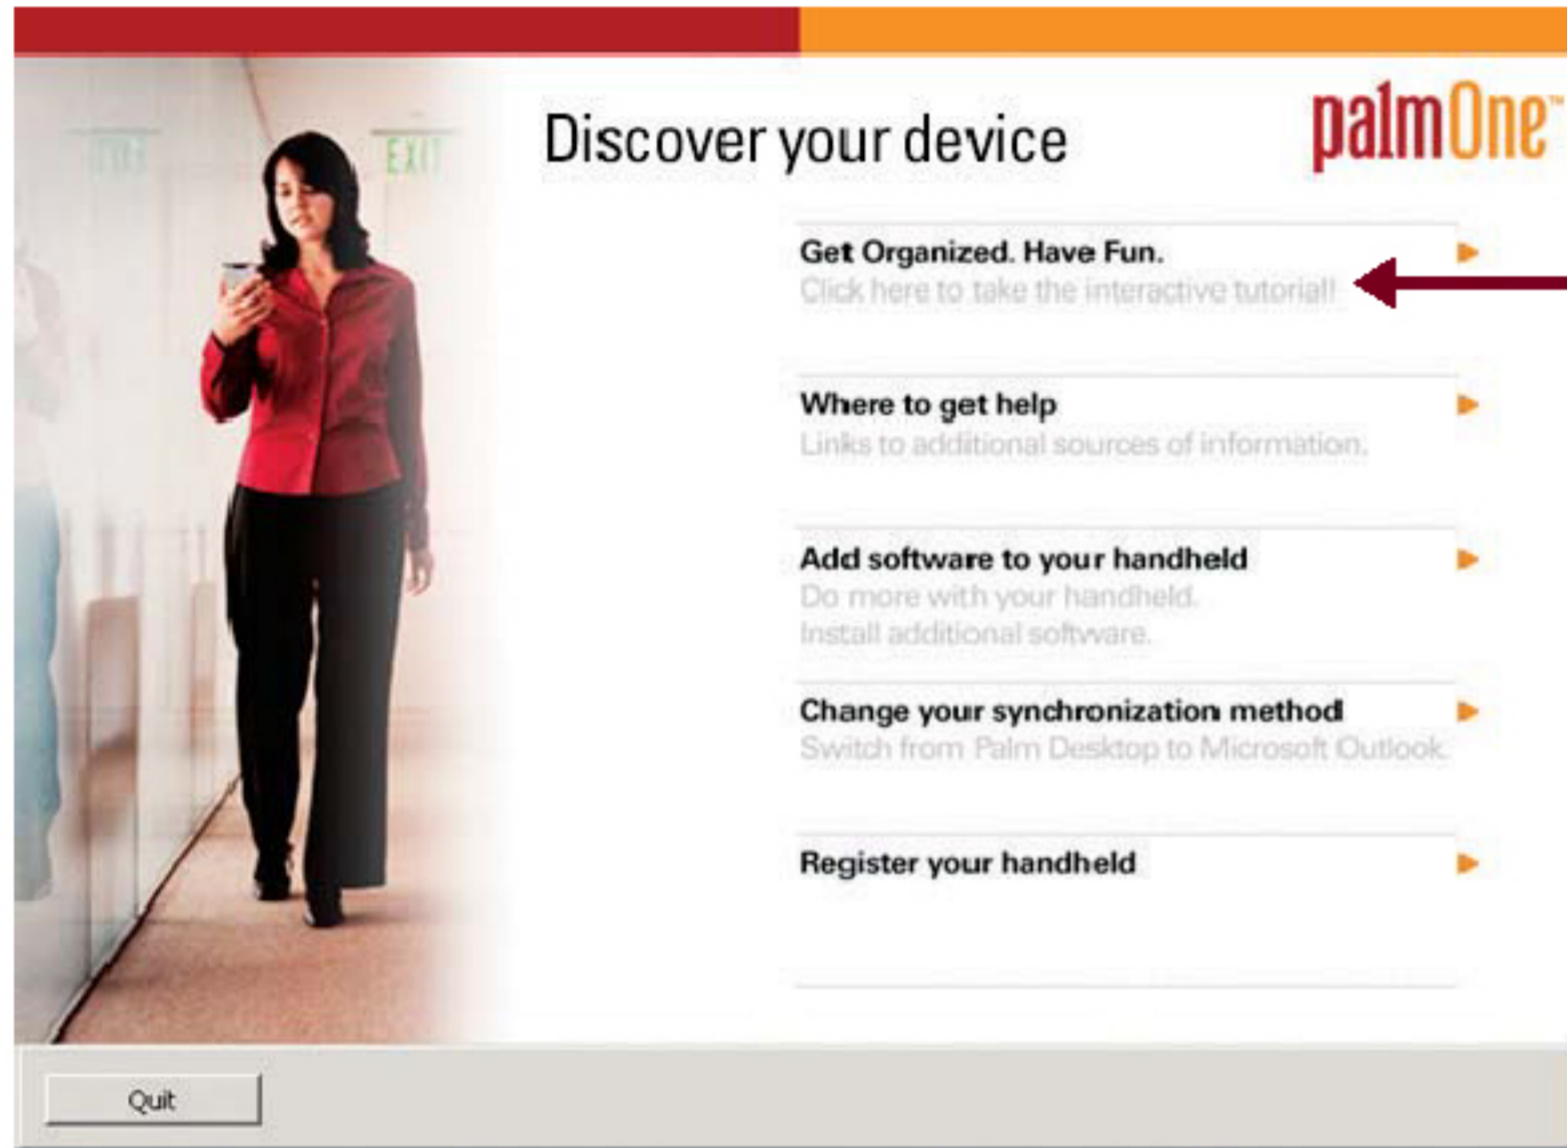 palmOne™
Discover your device
EXIT
Get Organized. Have Fun.
Click here to take the interactive tutorial!
Where to get help
Links to additional sources of information.
Add software to your handheld
Do more with your handheld.
Install additional software.
Change your synchronization method
Switch from Palm Desktop to Microsoft Outlook.
Register your handheld
Quit